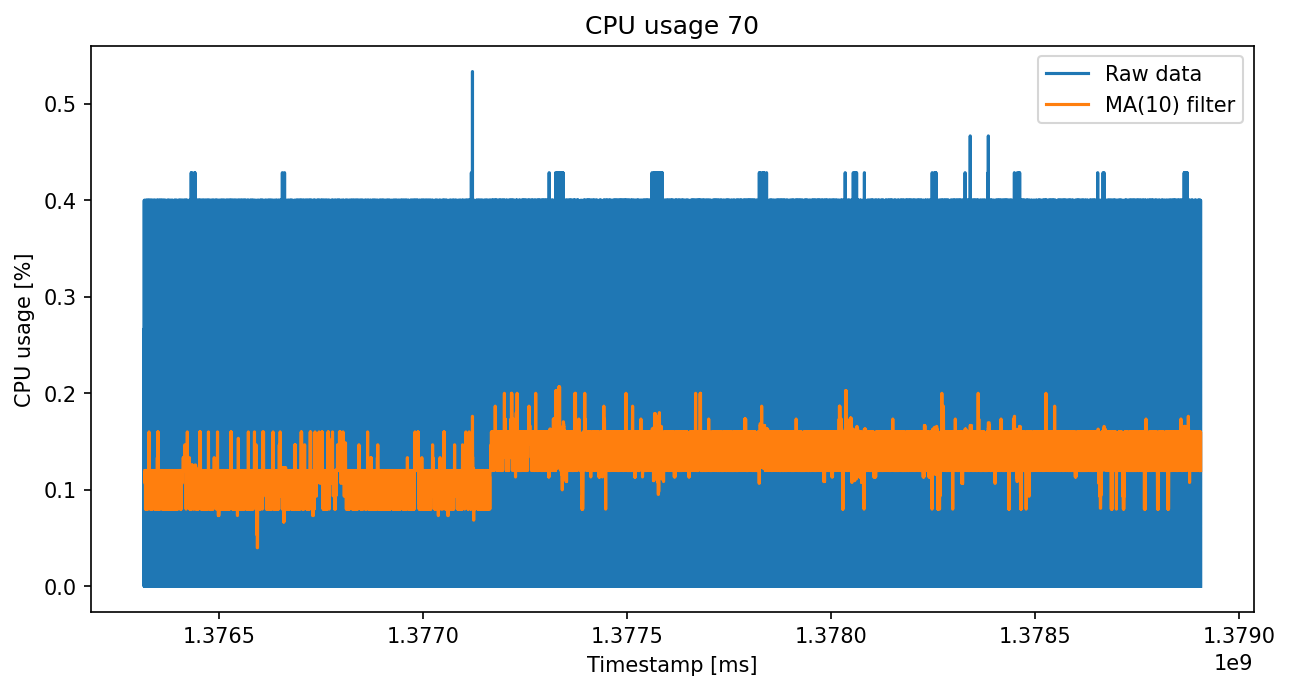 CPU usage 70
Raw data
MA(10) filter
CPU usage [%]
0.5
0.4
0.3
0.2
0.1
0.0
1.3765 1.3770 1.3775 1.3780 1.3785 1.3790
1e9
Timestamp [ms]